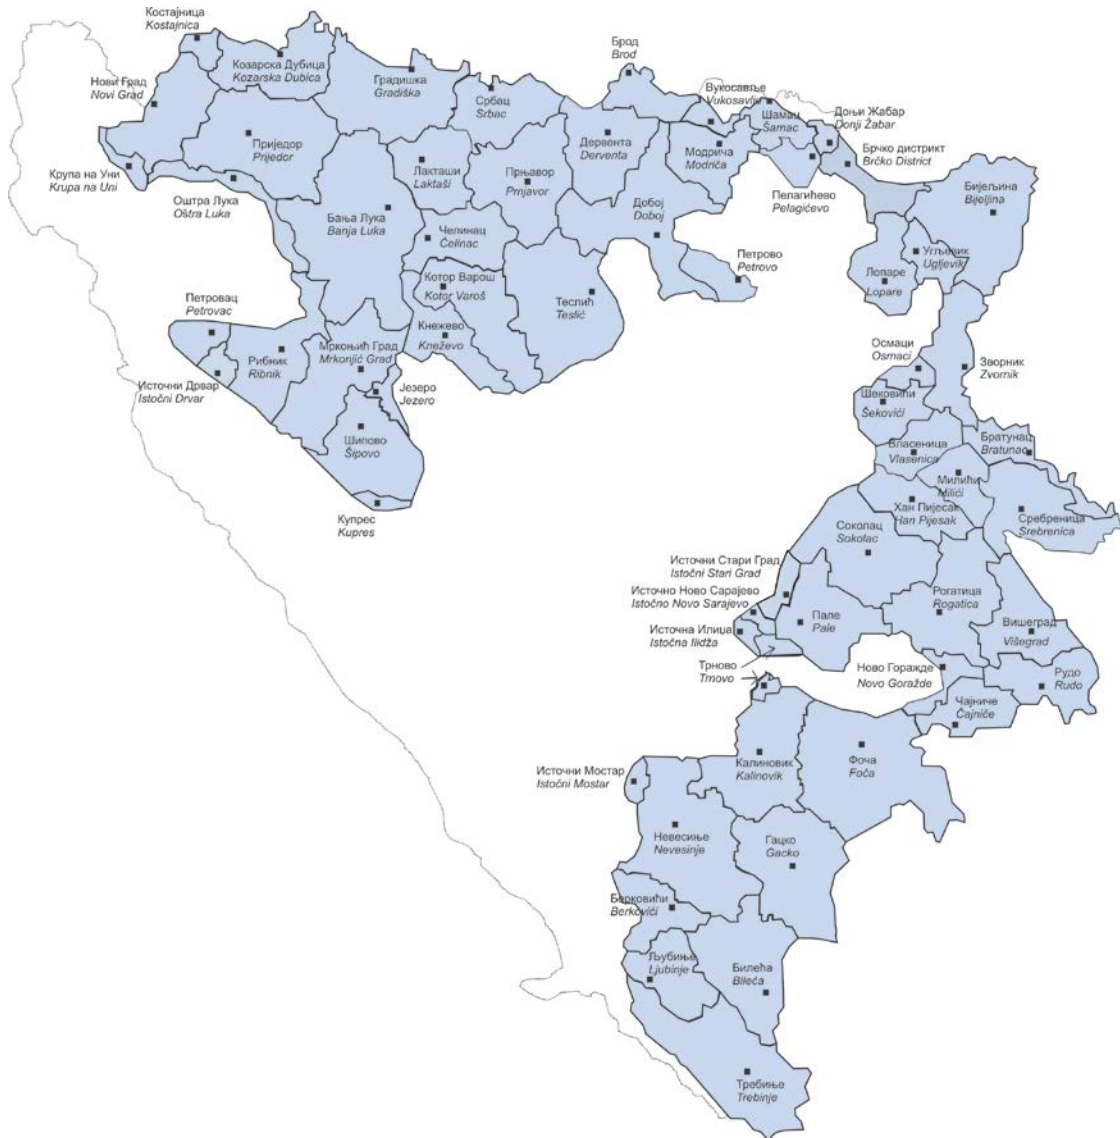 Костајница
Kostajnica
Козарска Дубица
Kozarska Dubica
Нови Град
Novi Grad
Градишка
Gradiška
Србац
Srbac
Брод
Brod
Вукосавље
Vukosavlje
Шамац
Šamac
Доњи Жабар
Donji Žabar
Брчко дистрикт
Brčko District
Приједор
Prijedor
Крупа на Уни
Krupa na Uni
Оштра Лука
Oštra Luka
Лакташи
Laktaši
Прњавор
Prnjavor
Дервента
Derventa
Модрича
Modriča
Пелагићево
Pelagićevo
Бијељина
Bijeljina
Бања Лука
Banja Luka
Челинац
Čelinac
Добој
Doboj
Петрово
Petrovo
Угљевик
Ugljevik
Лопаре
Lopare
Котор Варош
Kotor Varoš
Теслић
Teslić
Петровац
Petrovac
Рибник
Ribnik
Мркоњић Град
Mrkonjić Grad
Кнежево
Kneževo
Источни Дрвар
Istočni Drvar
Језеро
Jezero
Шипово
Šipovo
Купрес
Kupres
Осмаци
Osmaci
Зворник
Zvornik
Шековићи
Šekovići
Власеница
Vlasenica
Братунац
Bratunac
Милићи
Milići
Хан Пијесак
Han Pijesak
Сребреница
Srebrenica
Соколац
Sokolac
Источни Стари Град
Istočni Stari Grad
Источно Ново Сарајево
Istočno Novo Sarajevo
Источна Илиџа
Istočna Ilidža
Пале
Pale
Рогатица
Rogatica
Вишеград
Višegrad
Трново
Trnovo
Ново Горажде
Novo Goražde
Рудо
Rudo
Чајниче
Čajniče
Калиновик
Kalinovik
Фоча
Foča
Источни Мостар
Istočni Mostar
Невесиње
Nevesinje
Гацко
Gacko
Берковићи
Berkovići
Љубиње
Ljubinje
Билећа
Bileća
Требиње
Trebinje